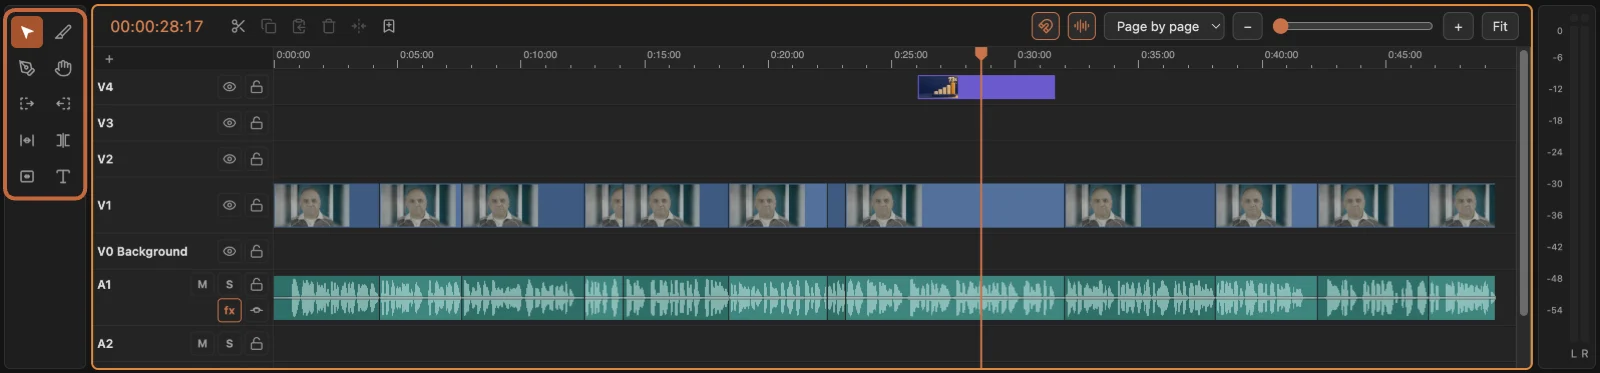 00:00:28:17
Page by page
Fit
0:00:00
0:05:00
0:10:00
0:15:00
0:20:00
0:25:00
0:30:00
0:35:00
0:40:00
0:45:00
V4
V3
V2
V1
V0 Background
A1 M S
fx
A2 M S
0
-6
-12
-18
-24
-30
-36
-42
-48
-54
L R